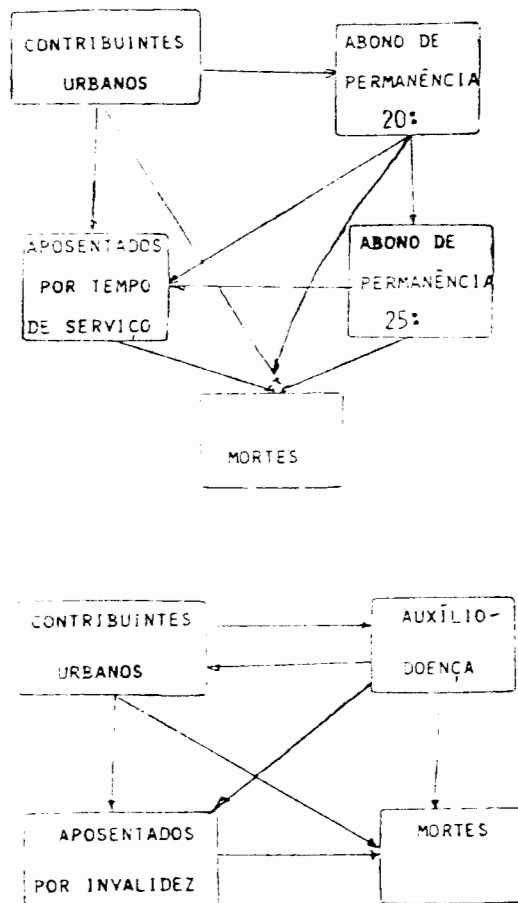 CONTRIBUINTES
URBANOS
ABONO DE
PERMANÊNCIA
20%
APOSENTADOS
POR TEMPO
DE SERVIÇO
ABONO DE
PERMANÊNCIA
25%
MORTES
CONTRIBUINTES
URBANOS
AUXÍLIO-
DOENÇA
APOSENTADOS
POR INVALIDEZ
MORTES